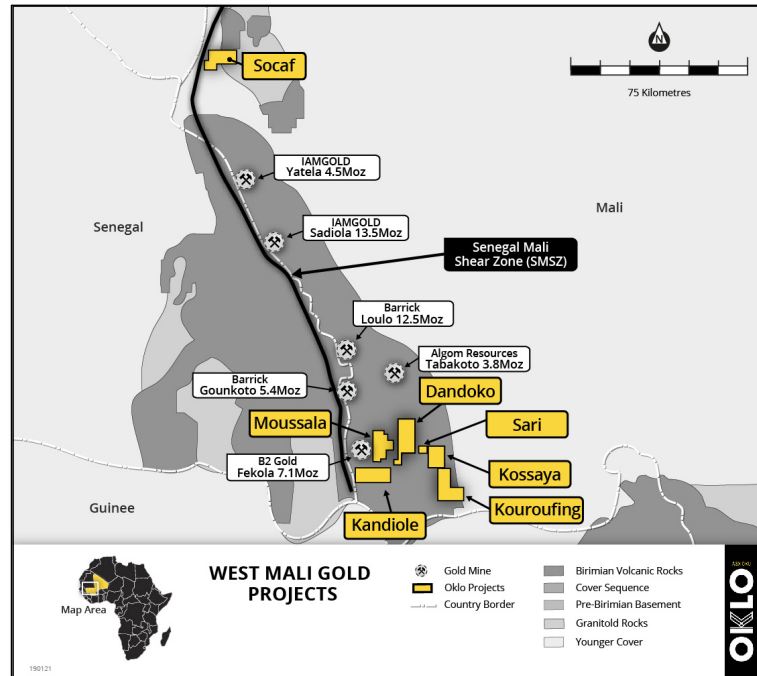 Socaf
N
75 Kilometres
IAMGOLD
Yatela 4.5Moz
Mali
Senegal
IAMGOLD
Sadiola 13.5Moz
Senegal Mali
Shear Zone (SMSZ)
Barrick
Loulo 12.5Moz
Algom Resources
Tabakoto 3.8Moz
Barrick
Gounkoto 5.4Moz
Dandoko
Moussala
Sari
B2 Gold
Fekola 7.1Moz
Kossaya
Guinee
Kandiole
Kouroufing
Map Area
WEST MALI GOLD
PROJECTS
Gold Mine
Oklo Projects
Country Border
Birimian Volcanic Rocks
Cover Sequence
Pre-Birimian Basement
Granitold Rocks
Younger Cover
OKLO
ASX:OKU
190121